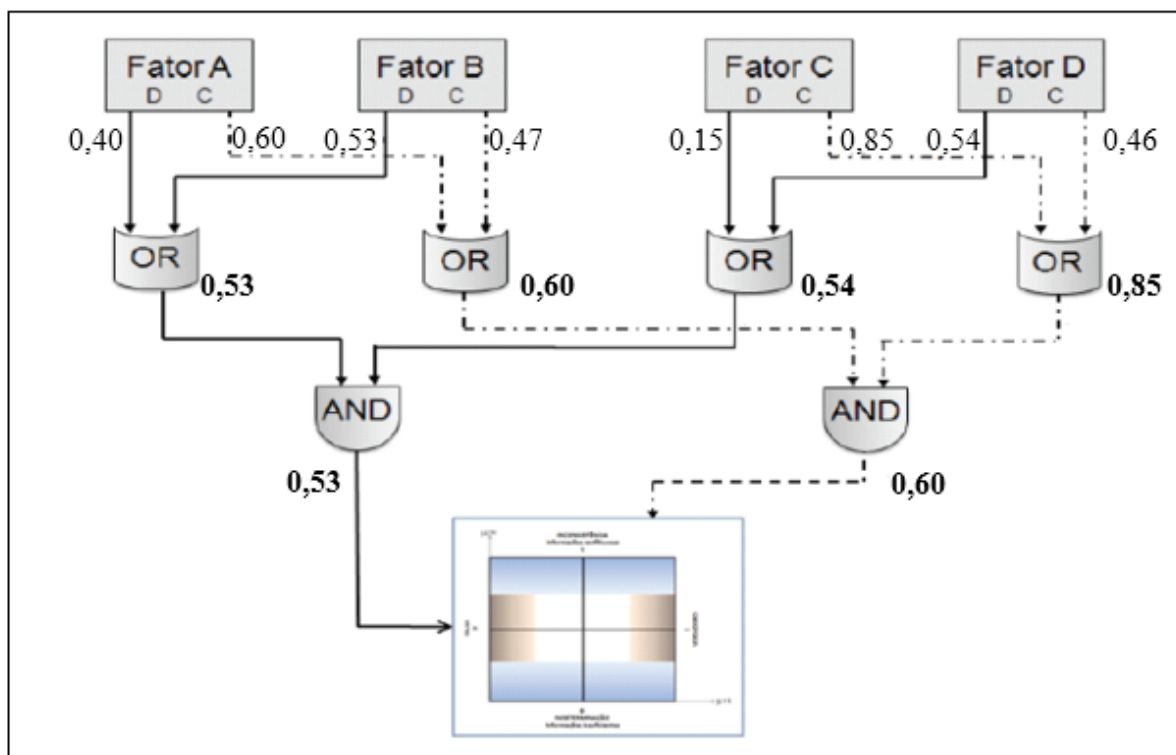 Fator A
D C
Fator B
D C
Fator C
D C
Fator D
D C
0,40
0,60
0,53
0,47
0,15
0,85
0,54
0,46
OR
0,53
OR
0,60
OR
0,54
OR
0,85
AND
AND
0,53
0,60
INCONSISTÊNCIA
INDETERMINAÇÃO